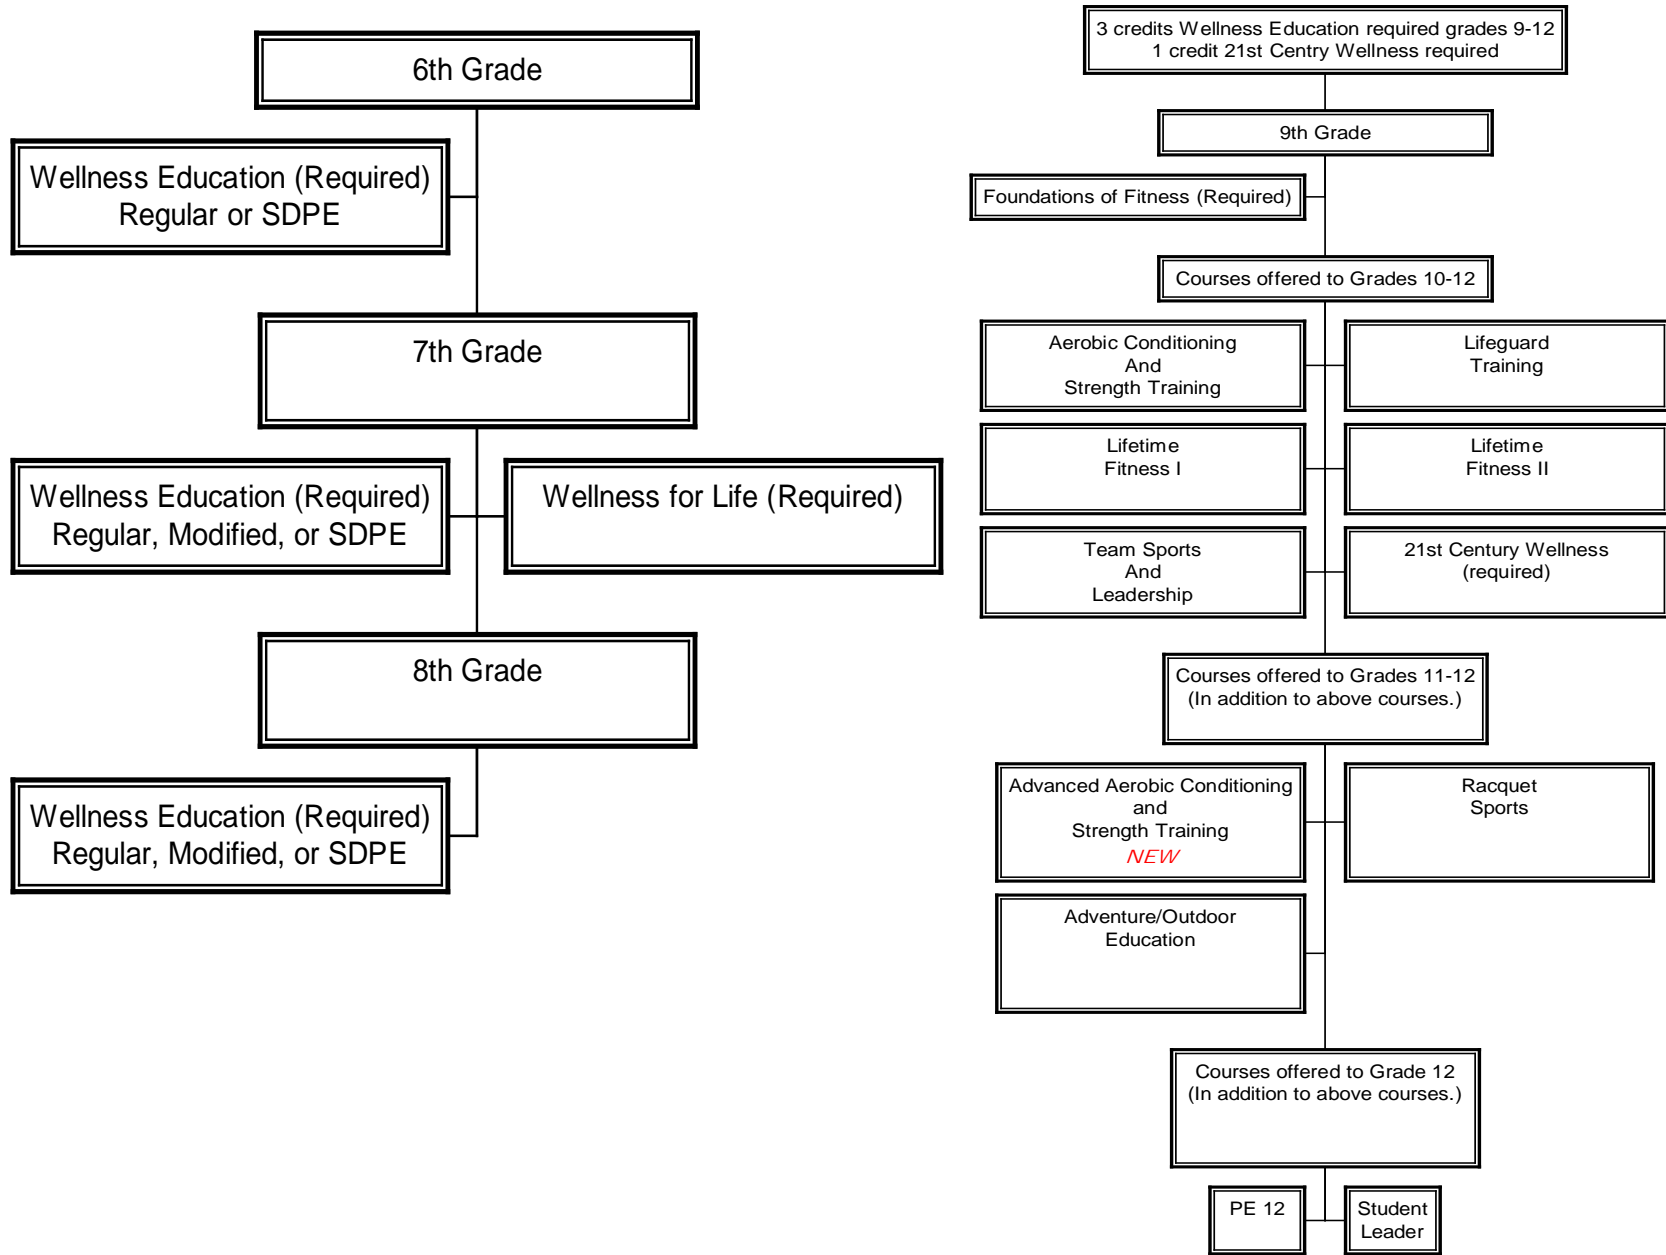 6th Grade
Wellness Education (Required)
Regular or SDPE
7th Grade
Wellness Education (Required)
Regular, Modified, or SDPE
Wellness for Life (Required)
8th Grade
Wellness Education (Required)
Regular, Modified, or SDPE
3 credits Wellness Education required grades 9-12
1 credit 21st Centry Wellness required
9th Grade
Foundations of Fitness (Required)
Courses offered to Grades 10-12
Aerobic Conditioning
And
Strength Training
Lifeguard
Training
Lifetime
Fitness I
Lifetime
Fitness II
Team Sports
And
Leadership
21st Century Wellness
(required)
Courses offered to Grades 11-12
(In addition to above courses.)
Advanced Aerobic Conditioning
and
Strength Training
NEW
Racquet
Sports
Adventure/Outdoor
Education
Courses offered to Grade 12
(In addition to above courses.)
PE 12
Student
Leader